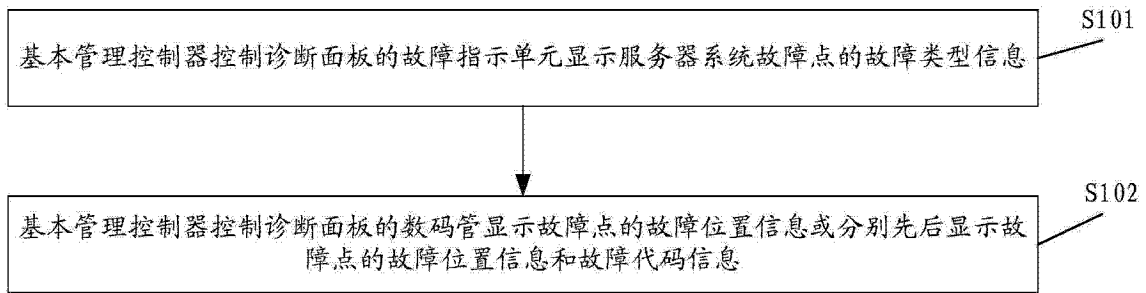 S101
基本管理控制器控制诊断面板的故障指示单元显示服务器系统故障点的故障类型信息
S102
基本管理控制器控制诊断面板的数码管显示故障点的故障位置信息或分别先后显示故
障点的故障位置信息和故障代码信息